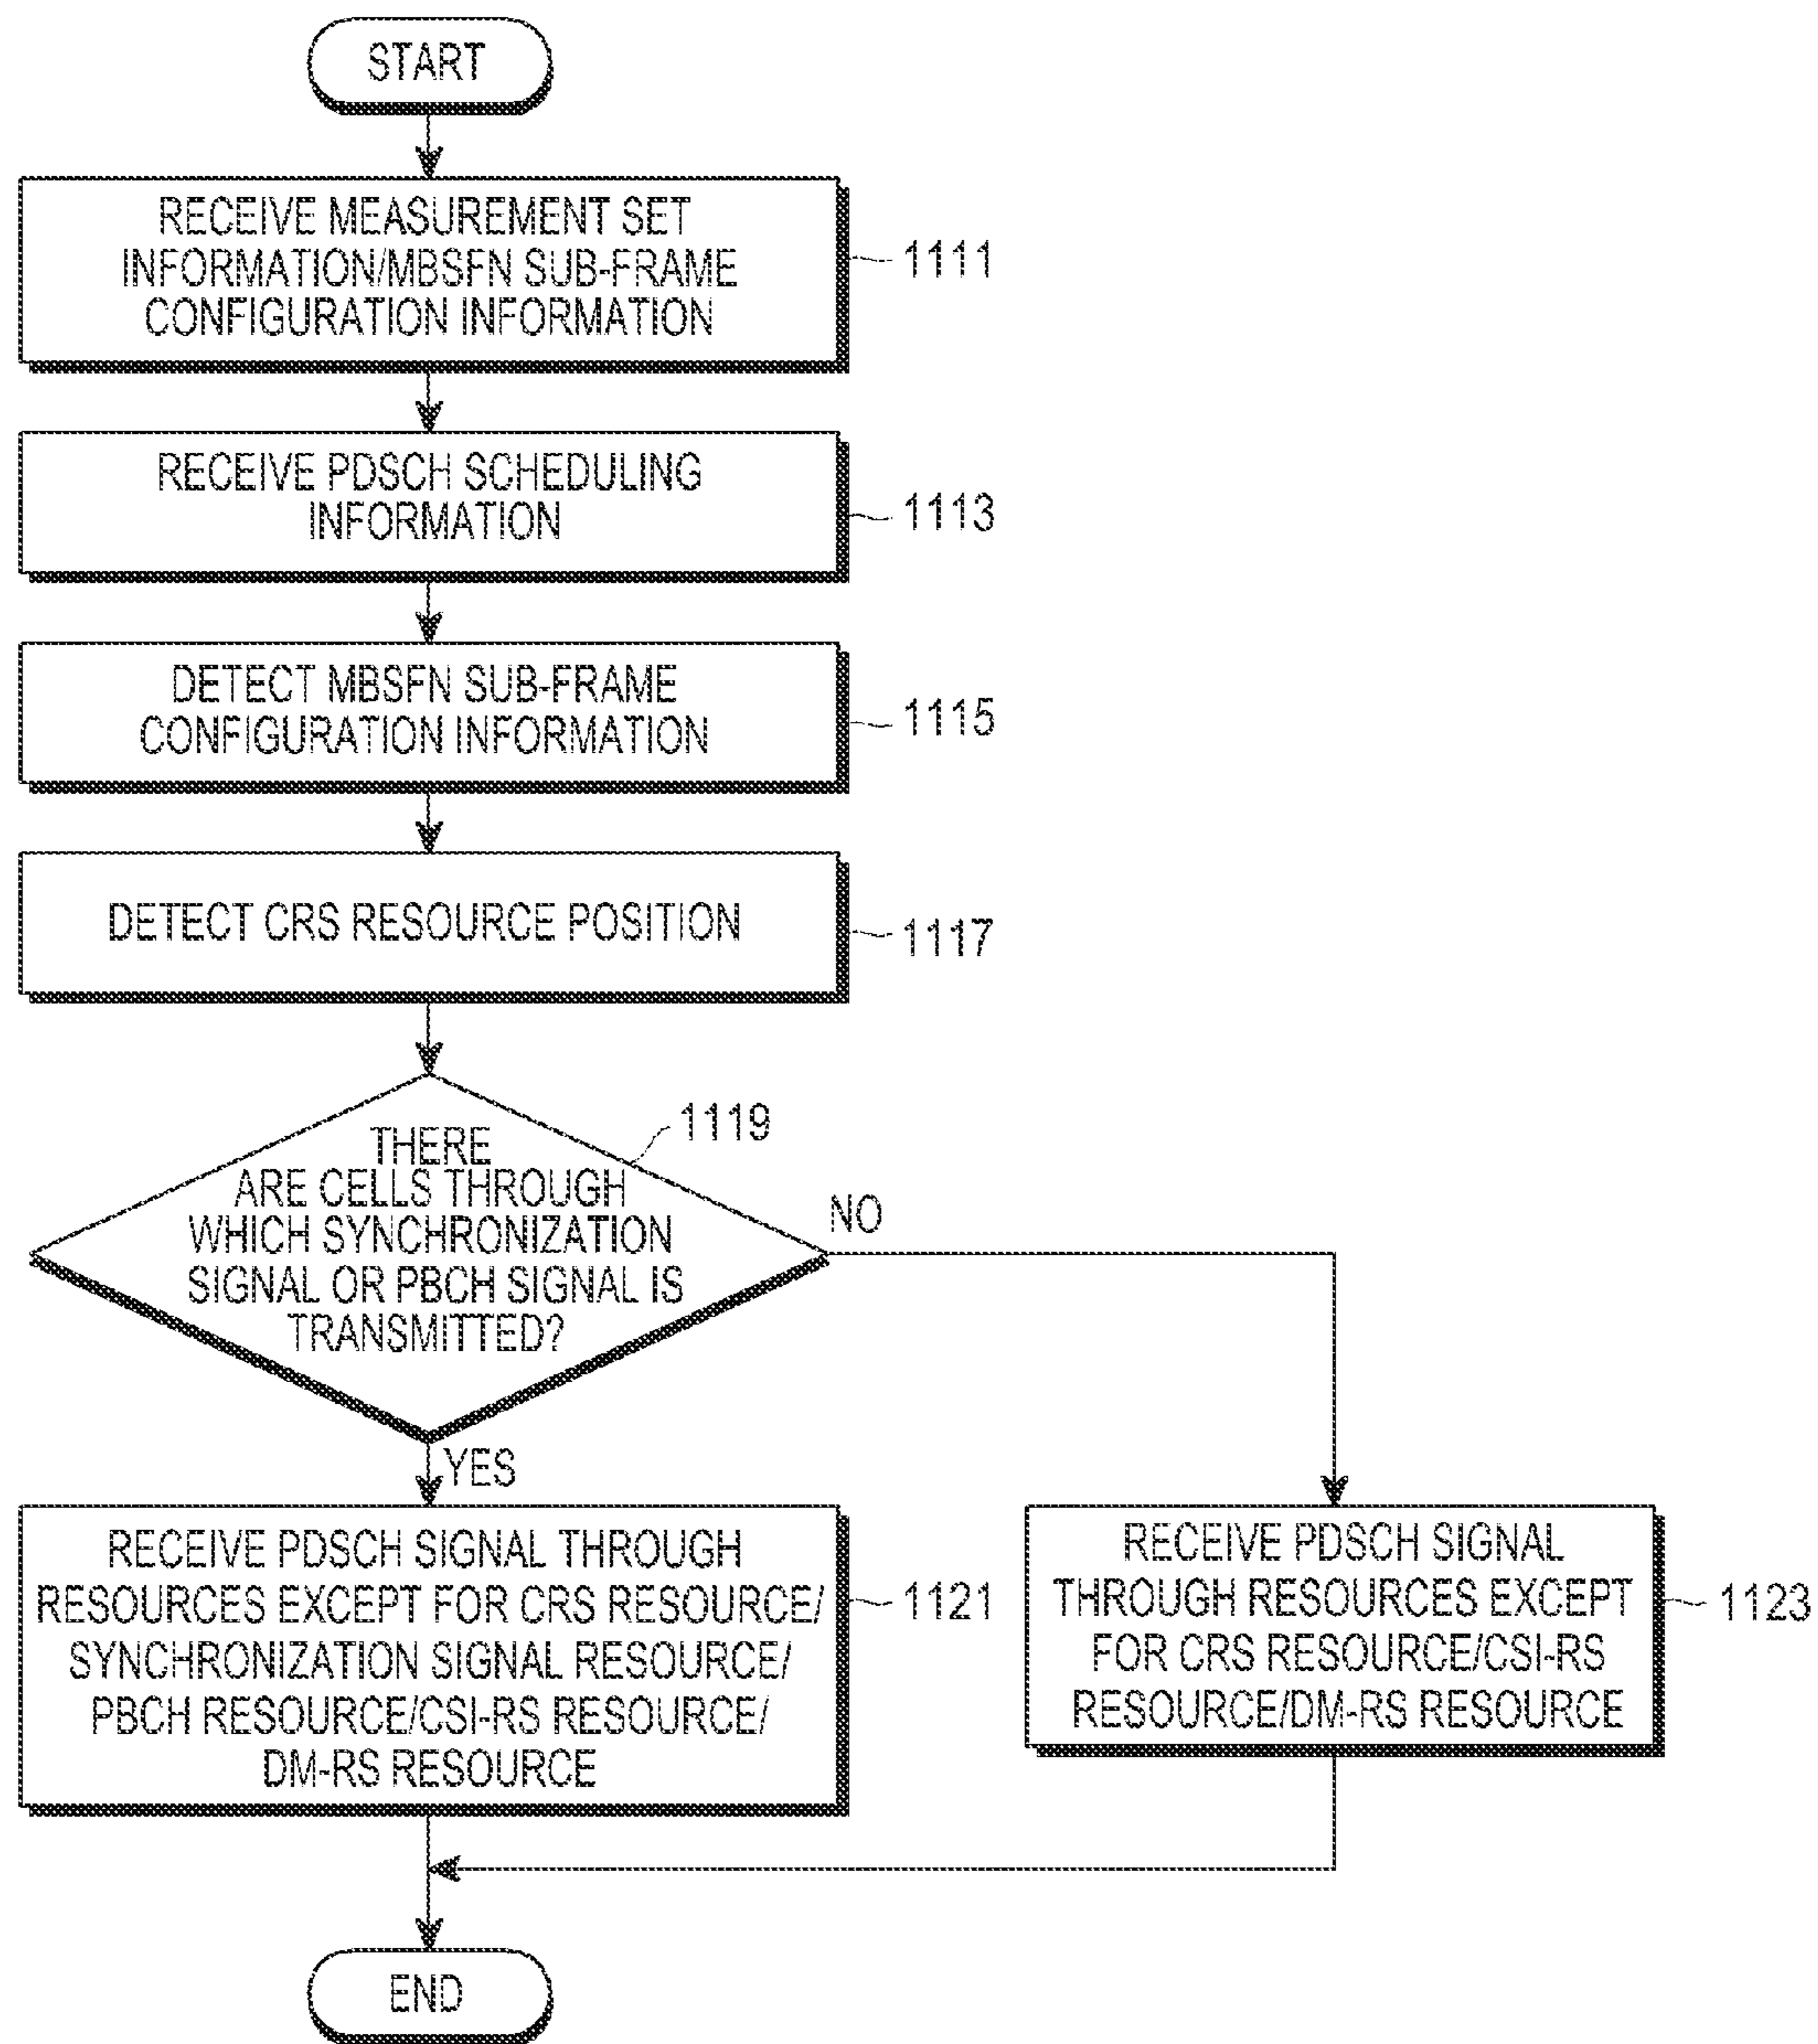 START
RECEIVE MEASUREMENT SET
INFORMATION/MBSFN SUB-FRAME
CONFIGURATION INFORMATION
1111
RECEIVE PDSCH SCHEDULING
INFORMATION
1113
DETECT MBSFN SUB-FRAME
CONFIGURATION INFORMATION
1115
DETECT CRS RESOURCE POSITION
1117
1119
THERE
ARE CELLS THROUGH
WHICH SYNCHRONIZATION
SIGNAL OR PBCH SIGNAL IS
TRANSMITTED?
NO
YES
RECEIVE PDSCH SIGNAL THROUGH
RESOURCES EXCEPT FOR CRS RESOURCE/
SYNCHRONIZATION SIGNAL RESOURCE/
PBCH RESOURCE/CSI-RS RESOURCE/
DM-RS RESOURCE
1121
RECEIVE PDSCH SIGNAL
THROUGH RESOURCES EXCEPT
FOR CRS RESOURCE/CSI-RS
RESOURCE/DM-RS RESOURCE
1123
END